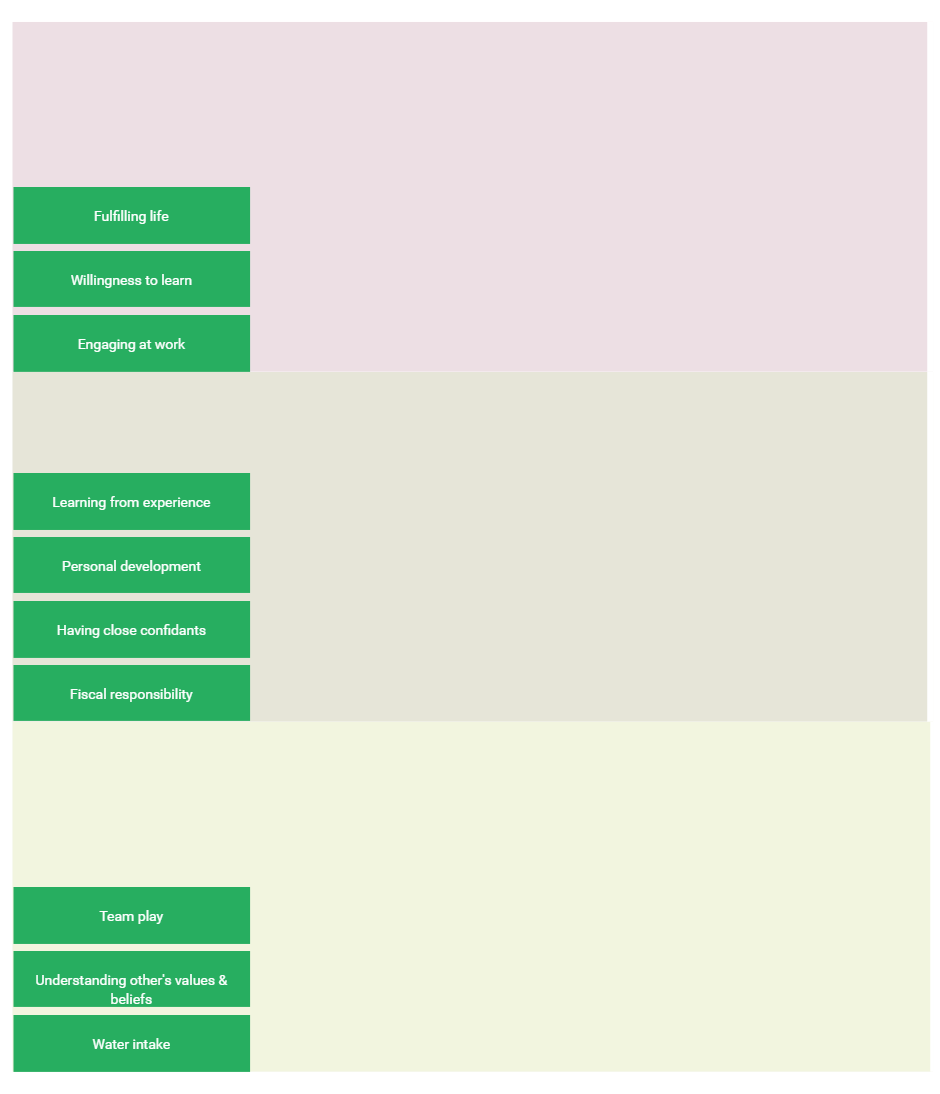 Fulfilling life
Willingness to learn
Engaging at work
Learning from experience
Personal development
Having close confidants
Fiscal responsibility
Team play
Understanding other's values &
beliefs
Water intake